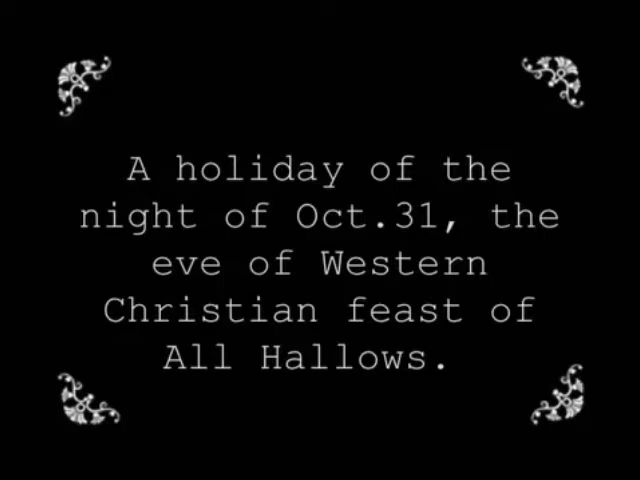 A holiday of the
night of Oct.31, the
eve of Western
Christian feast of
All Hallows.